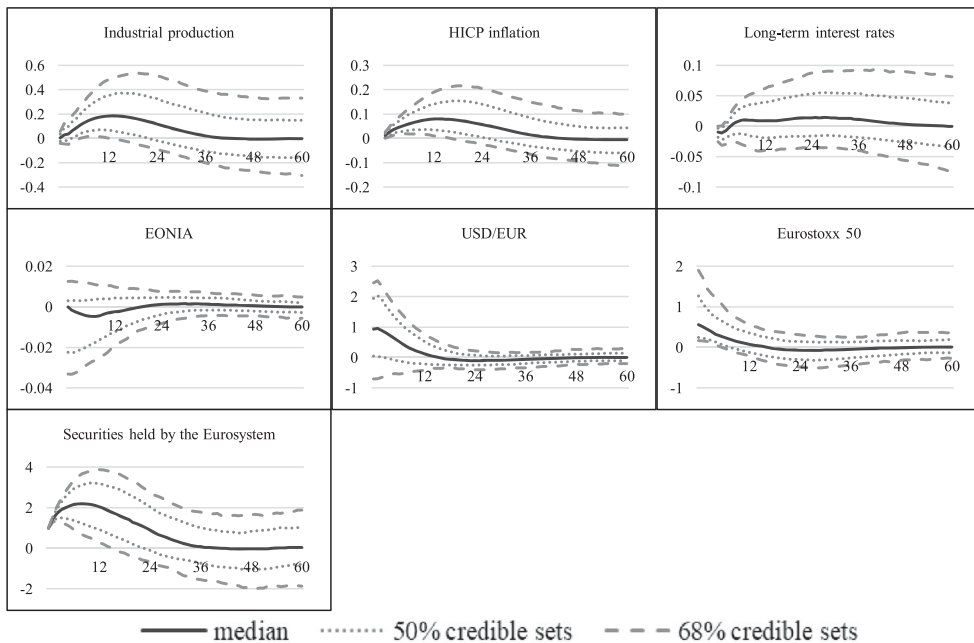 Industrial production
0.6
0.4
0.2
0
-0.2
-0.4
12 24 36 48 60
HICP inflation
0.3
0.2
0.1
0
-0.1
-0.2
12 24 36 48 60
Long-term interest rates
0.1
0.05
0
-0.05
-0.1
12 24 36 48 60
EONIA
0.02
0
-0.02
-0.04
12 24 36 48 60
USD/EUR
3
2
1
0
-1
12 24 36 48 60
Eurostoxx 50
2
1
0
-1
12 24 36 48 60
Securities held by the Eurosystem
4
2
0
-2
12 24 36 48 60
median 50% credible sets 68% credible sets